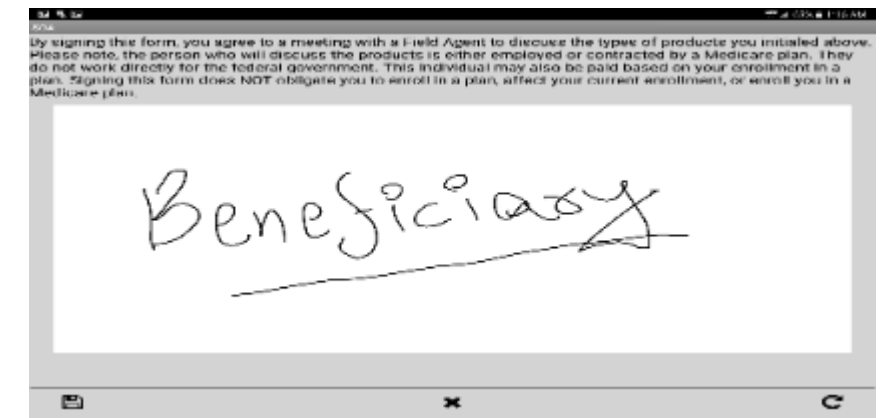 By signing this form, you agree to a meeting with a Field Agent to discuss the types of products you initialed above.
Please note, the person who will discuss the products is either employed or contracted by a Medicare plan. They
do not work directly for the federal government. This individual may also be paid based on your enrollment in a
plan. Signing this form does NOT obligate you to enroll in a plan, affect your current enrollment, or enroll you in a
Medicare plan.
Beneficiary